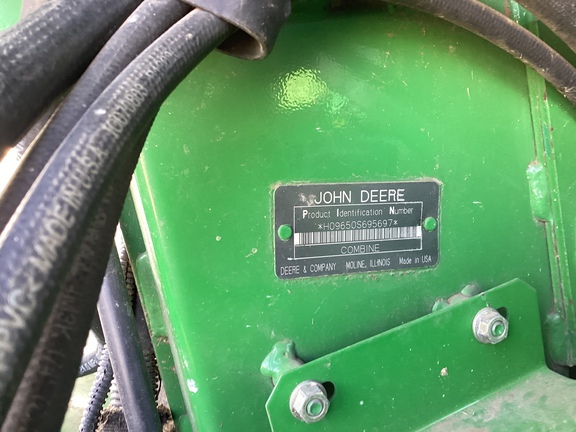 JOHN DEERE
Product Identification Number
*H09650S695697*
COMBINE
DEERE & COMPANY MOLINE, ILLINOIS Made in USA